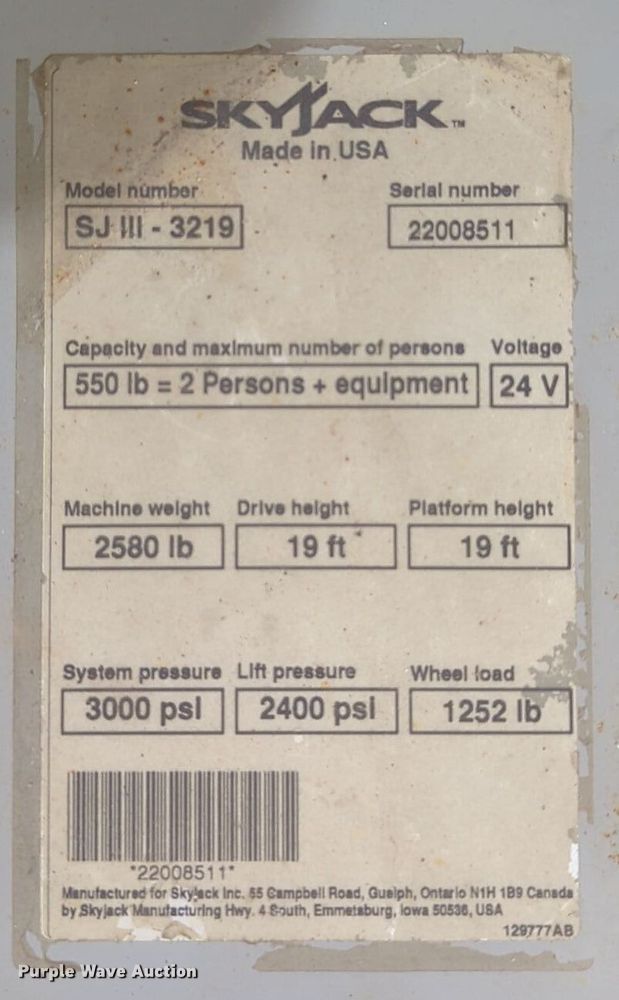 SKYJACK™
Made in USA
Model number Serial number
SJ III - 3219 22008511
Capacity and maximum number of persons Voltage
550 lb = 2 Persons + equipment 24 V
Machine weight Drive height Platform height
2580 lb 19 ft 19 ft
System pressure Lift pressure Wheel load
3000 psi 2400 psi 1252 lb
*22008511*
Manufactured for Skyjack Inc. 55 Campbell Road, Guelph, Ontario N1H 1B9 Canada
by Skyjack Manufacturing Hwy. 4 South, Emmetsburg, Iowa 50536, USA
129777AB
Purple Wave Auction